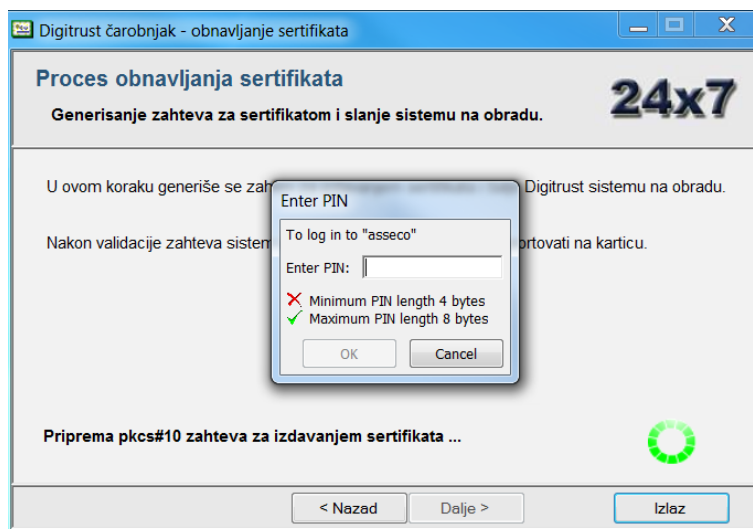 Digitrust čarobnjak - obnavljanje sertifikata
Proces obnavljanja sertifikata
24x7
Generisanje zahteva za sertifikatom i slanje sistemu na obradu.
U ovom koraku generiše se Digitrust sistemu na obradu.
Nakon validacije zahteva na karticu.
Enter PIN
To log in to "asseco"
Enter PIN:
Minimum PIN length 4 bytes
Maximum PIN length 8 bytes
OK Cancel
Priprema pkcs#10 zahteva za izdavanjem sertifikata ...
< Nazad Dalje > Izlaz